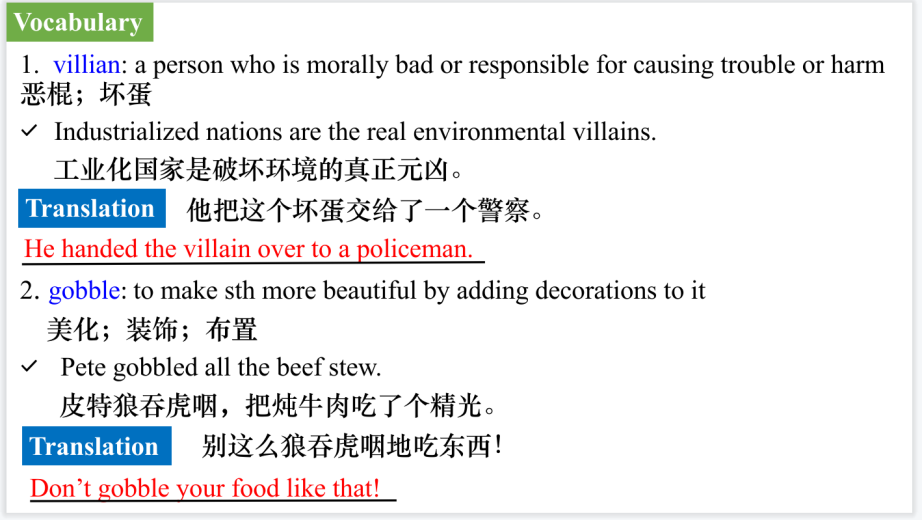 Vocabulary
1. villian: a person who is morally bad or responsible for causing trouble or harm
恶棍；坏蛋
✓ Industrialized nations are the real environmental villains.
工业化国家是破坏环境的真正元凶。
Translation 他把这个坏蛋交给了一个警察。
He handed the villain over to a policeman.
2. gobble: to make sth more beautiful by adding decorations to it
美化；装饰；布置
✓ Pete gobbled all the beef stew.
皮特狼吞虎咽，把炖牛肉吃了个精光。
Translation 别这么狼吞虎咽地吃东西！
Don’t gobble your food like that!